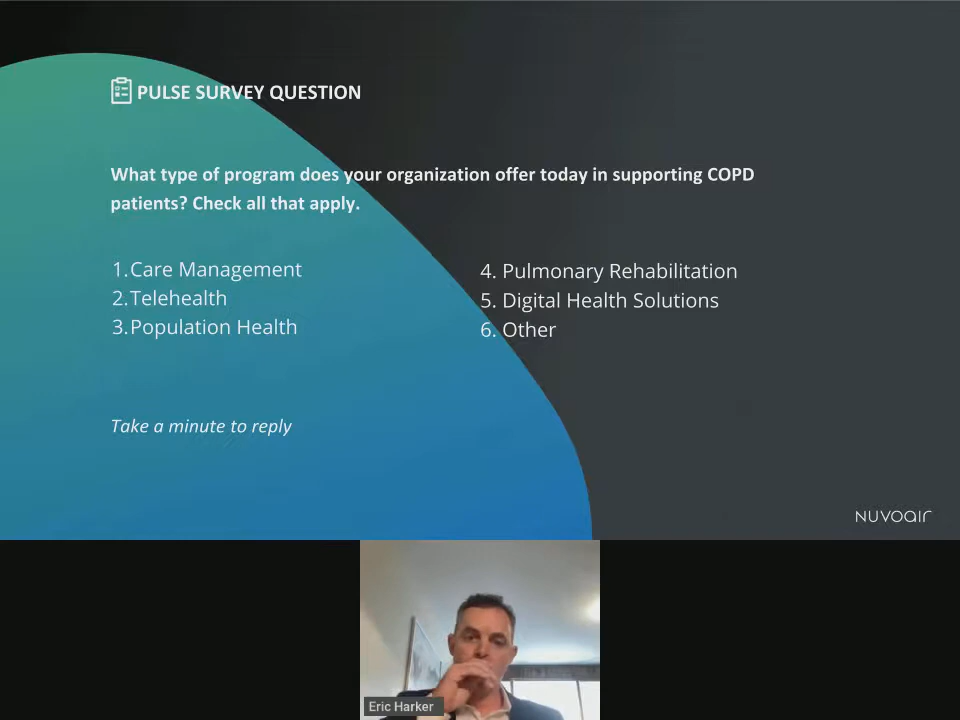 PULSE SURVEY QUESTION
What type of program does your organization offer today in supporting COPD
patients? Check all that apply.
1.Care Management
2.Telehealth
3.Population Health
4. Pulmonary Rehabilitation
5. Digital Health Solutions
6. Other
Take a minute to reply
NUVOAIR
Eric Harker